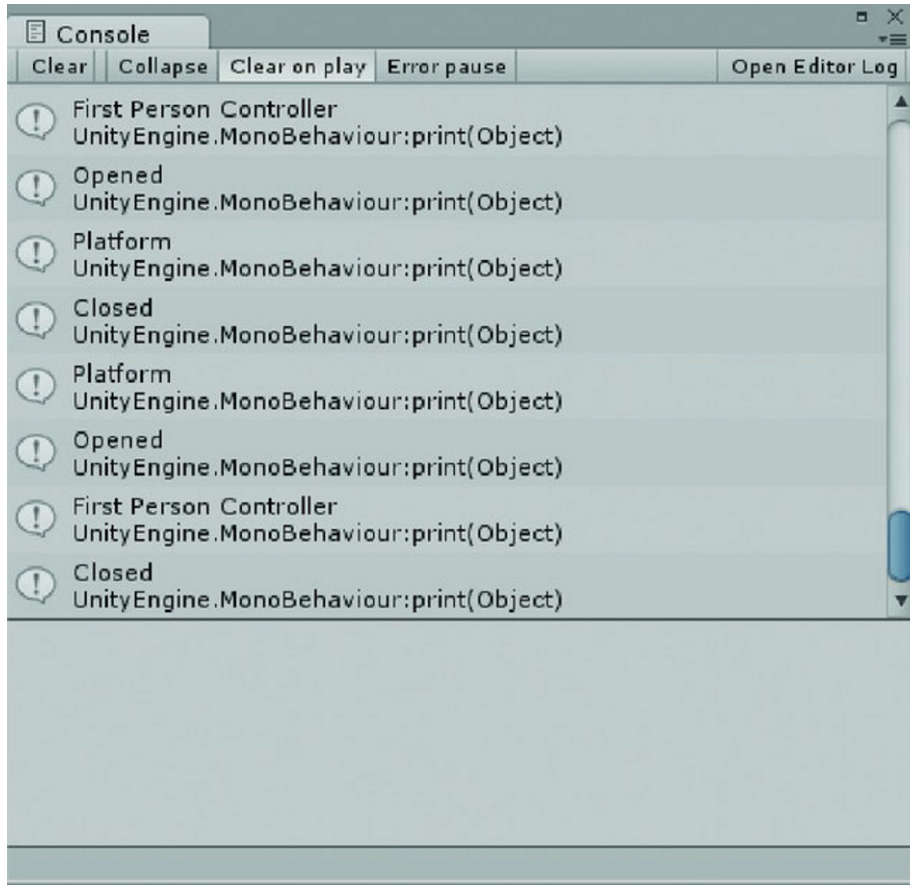 Console
Clear Collapse Clear on play Error pause Open Editor Log
First Person Controller
UnityEngine.MonoBehaviour:print(Object)
Opened
UnityEngine.MonoBehaviour:print(Object)
Platform
UnityEngine.MonoBehaviour:print(Object)
Closed
UnityEngine.MonoBehaviour:print(Object)
Platform
UnityEngine.MonoBehaviour:print(Object)
Opened
UnityEngine.MonoBehaviour:print(Object)
First Person Controller
UnityEngine.MonoBehaviour:print(Object)
Closed
UnityEngine.MonoBehaviour:print(Object)